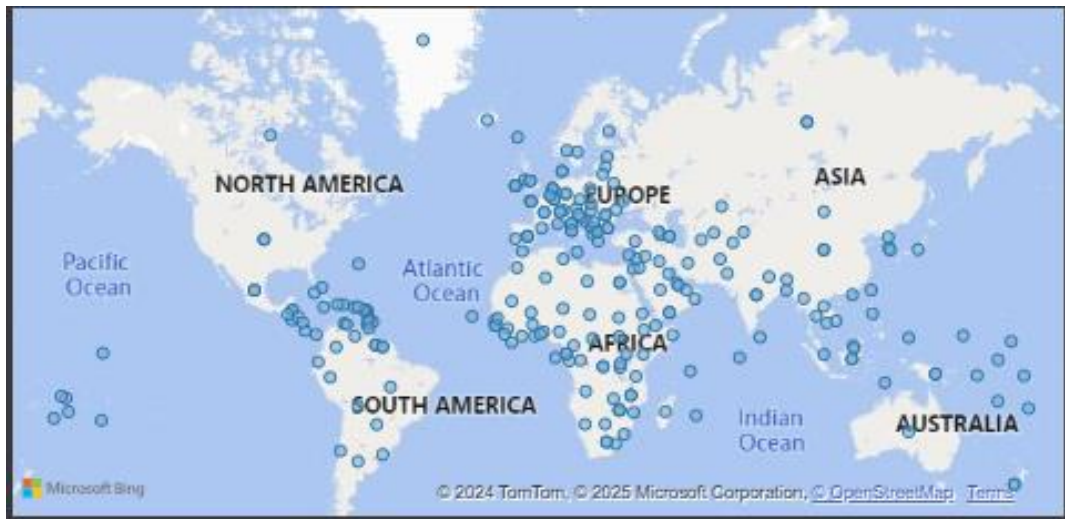 NORTH AMERICA
EUROPE
ASIA
Pacific
Ocean
Atlantic
Ocean
AFRICA
SOUTH AMERICA
Indian
Ocean
AUSTRALIA
Microsoft Bing
© 2024 TomTom, © 2025 Microsoft Corporation, © OpenStreetMap Terms